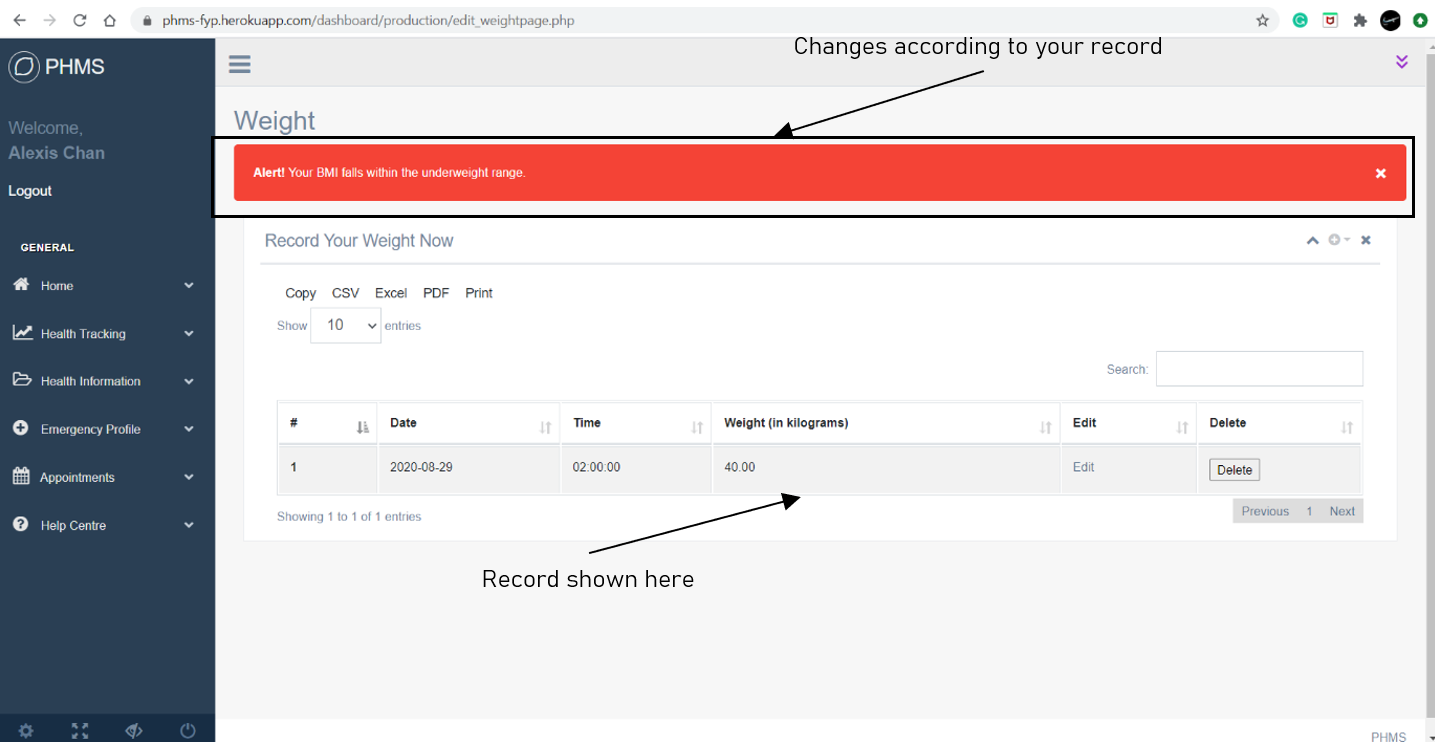 phms-fyp.herokuapp.com/dashboard/production/edit_weightpage.php
Changes according to your record
PHMS
Welcome,
Alexis Chan
Logout
GENERAL
Home
Health Tracking
Health Information
Emergency Profile
Appointments
Help Centre
Weight
Alert! Your BMI falls within the underweight range.
Record Your Weight Now
Copy CSV Excel PDF Print
Show 10 entries
Search:
# Date Time Weight (in kilograms) Edit Delete
1 2020-08-29 02:00:00 40.00 Edit Delete
Showing 1 to 1 of 1 entries
Previous 1 Next
Record shown here
PHMS